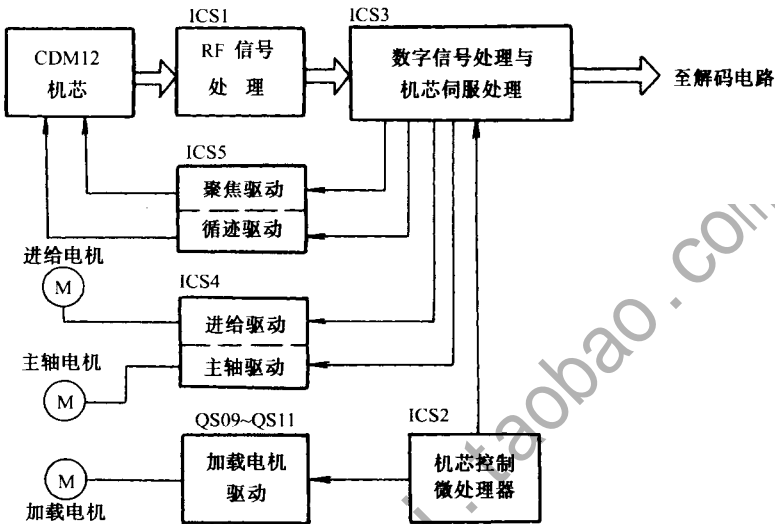 ICS1
ICS3
CDM12
机芯
RF 信号
处 理
数字信号处理与
机芯伺服处理
至解码电路
ICS5
聚焦驱动
循迹驱动
进给电机
M
ICS4
进给驱动
主轴驱动
主轴电机
M
QS09~QS11
ICS2
加载电机
驱动
机芯控制
微处理器
M
加载电机
.taobao.com